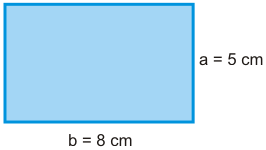 a = 5 cm
b = 8 cm